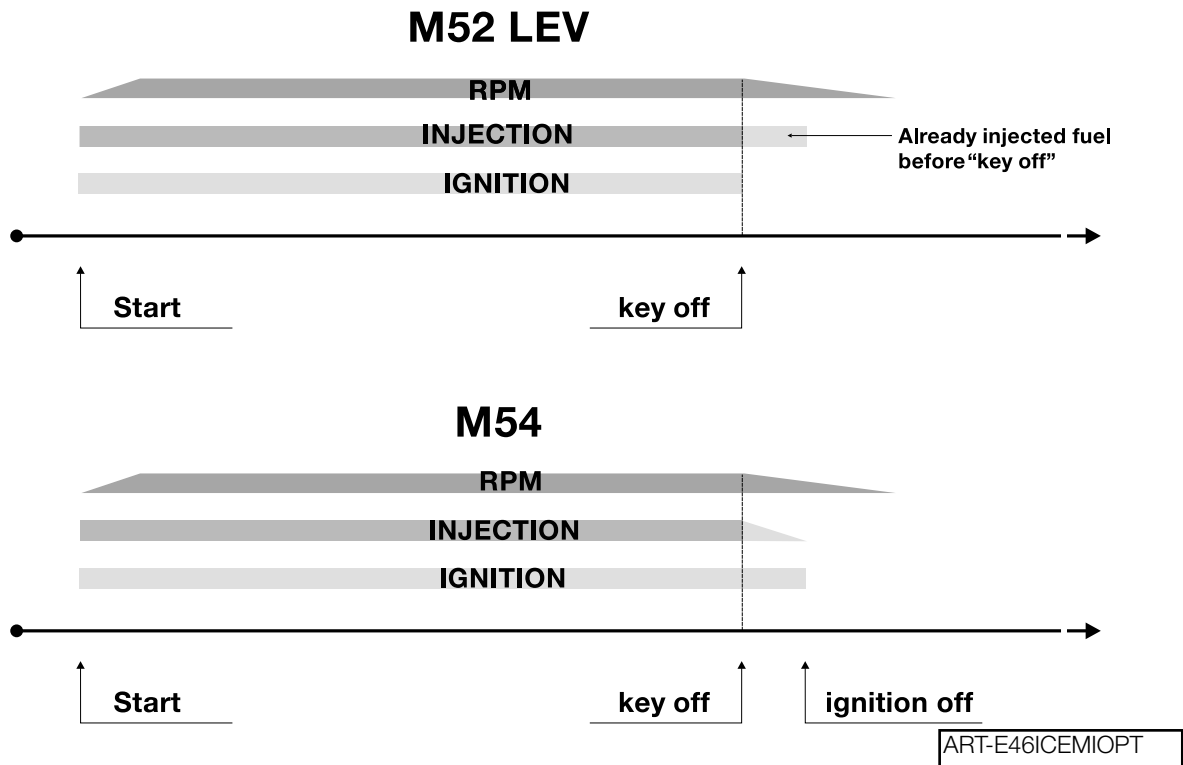 M52 LEV
RPM
INJECTION
Already injected fuel
before “key off”
IGNITION
Start
key off
M54
RPM
INJECTION
IGNITION
Start
key off
ignition off
ART-E46ICEMIOPT